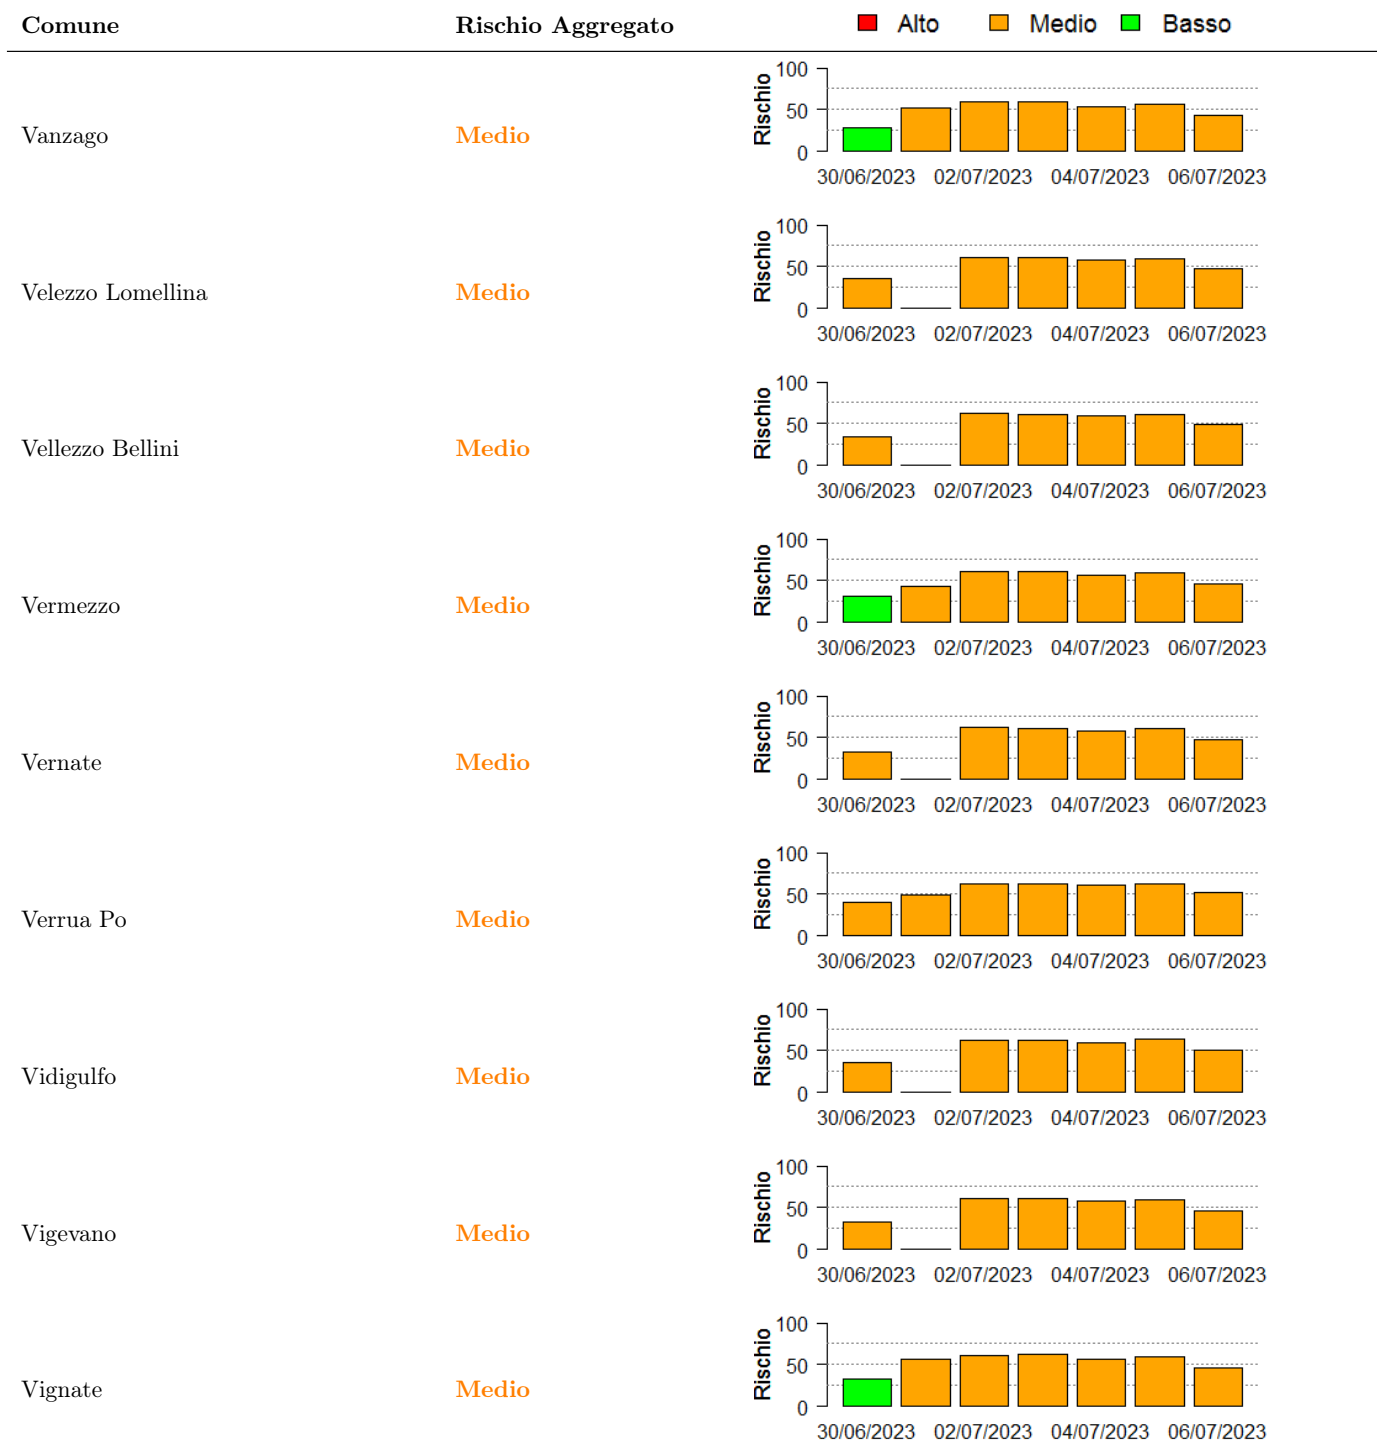 Comune Rischio Aggregato Alto Medio Basso
100
50
0
Rischio
Vanzago Medio
30/06/2023 02/07/2023 04/07/2023 06/07/2023
100
50
0
Rischio
Velezzo Lomellina Medio
30/06/2023 02/07/2023 04/07/2023 06/07/2023
100
50
0
Rischio
Vellezzo Bellini Medio
30/06/2023 02/07/2023 04/07/2023 06/07/2023
100
50
0
Rischio
Vermezzo Medio
30/06/2023 02/07/2023 04/07/2023 06/07/2023
100
50
0
Rischio
Vernate Medio
30/06/2023 02/07/2023 04/07/2023 06/07/2023
100
50
0
Rischio
Verrua Po Medio
30/06/2023 02/07/2023 04/07/2023 06/07/2023
100
50
0
Rischio
Vidigulfo Medio
30/06/2023 02/07/2023 04/07/2023 06/07/2023
100
50
0
Rischio
Vigevano Medio
30/06/2023 02/07/2023 04/07/2023 06/07/2023
100
50
0
Rischio
Vignate Medio
30/06/2023 02/07/2023 04/07/2023 06/07/2023